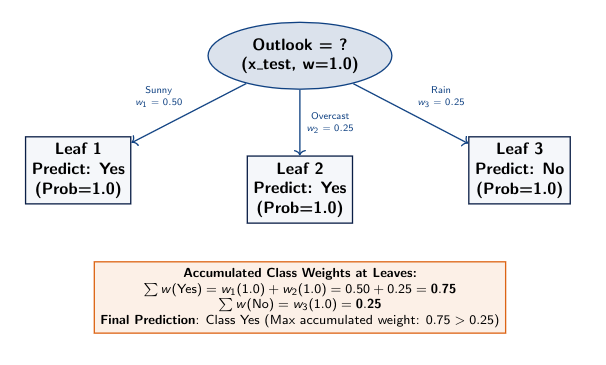 Outlook = ?
(x_test, w=1.0)
Sunny
w₁ = 0.50
Overcast
w₂ = 0.25
Rain
w₃ = 0.25
Leaf 1
Predict: Yes
(Prob=1.0)
Leaf 2
Predict: Yes
(Prob=1.0)
Leaf 3
Predict: No
(Prob=1.0)
Accumulated Class Weights at Leaves:
∑ w(Yes) = w₁(1.0) + w₂(1.0) = 0.50 + 0.25 = 0.75
∑ w(No) = w₃(1.0) = 0.25
Final Prediction: Class Yes (Max accumulated weight: 0.75 > 0.25)